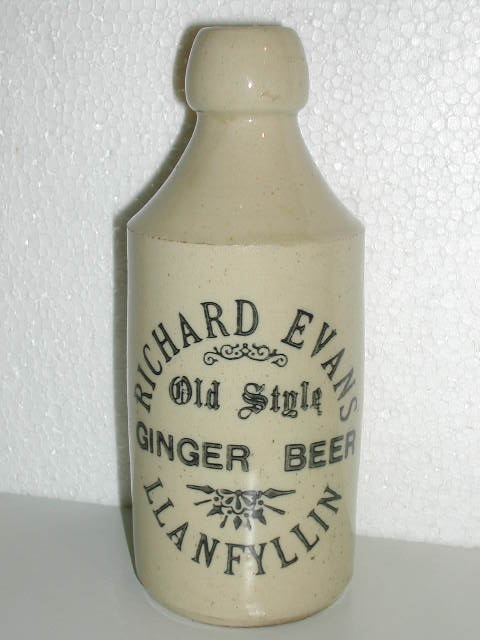 RICHARD EVANS
Old Style
GINGER BEER
LLANFYLLIN